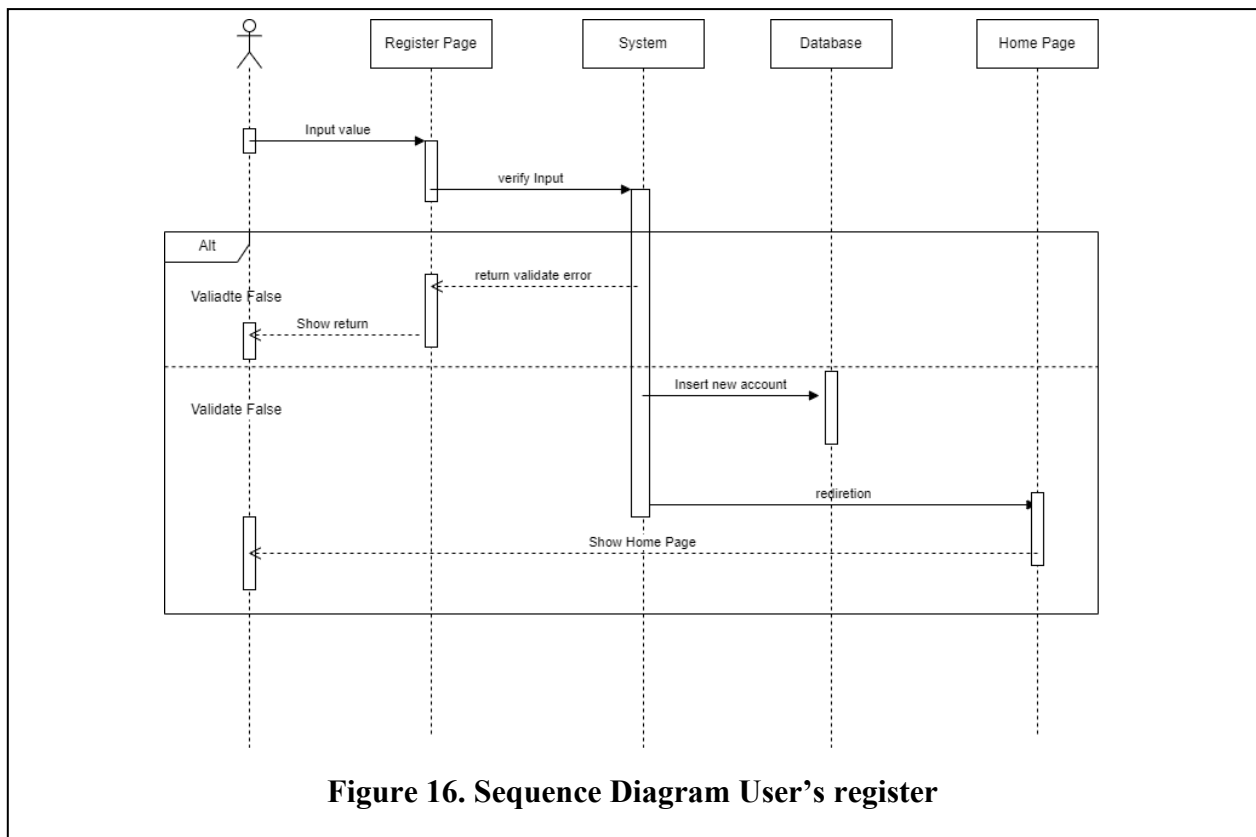 Register Page
System
Database
Home Page
Input value
verify Input
Alt
return validate error
Valiadte False
Show return
Insert new account
Validate False
rediretion
Show Home Page
Figure 16. Sequence Diagram User’s register